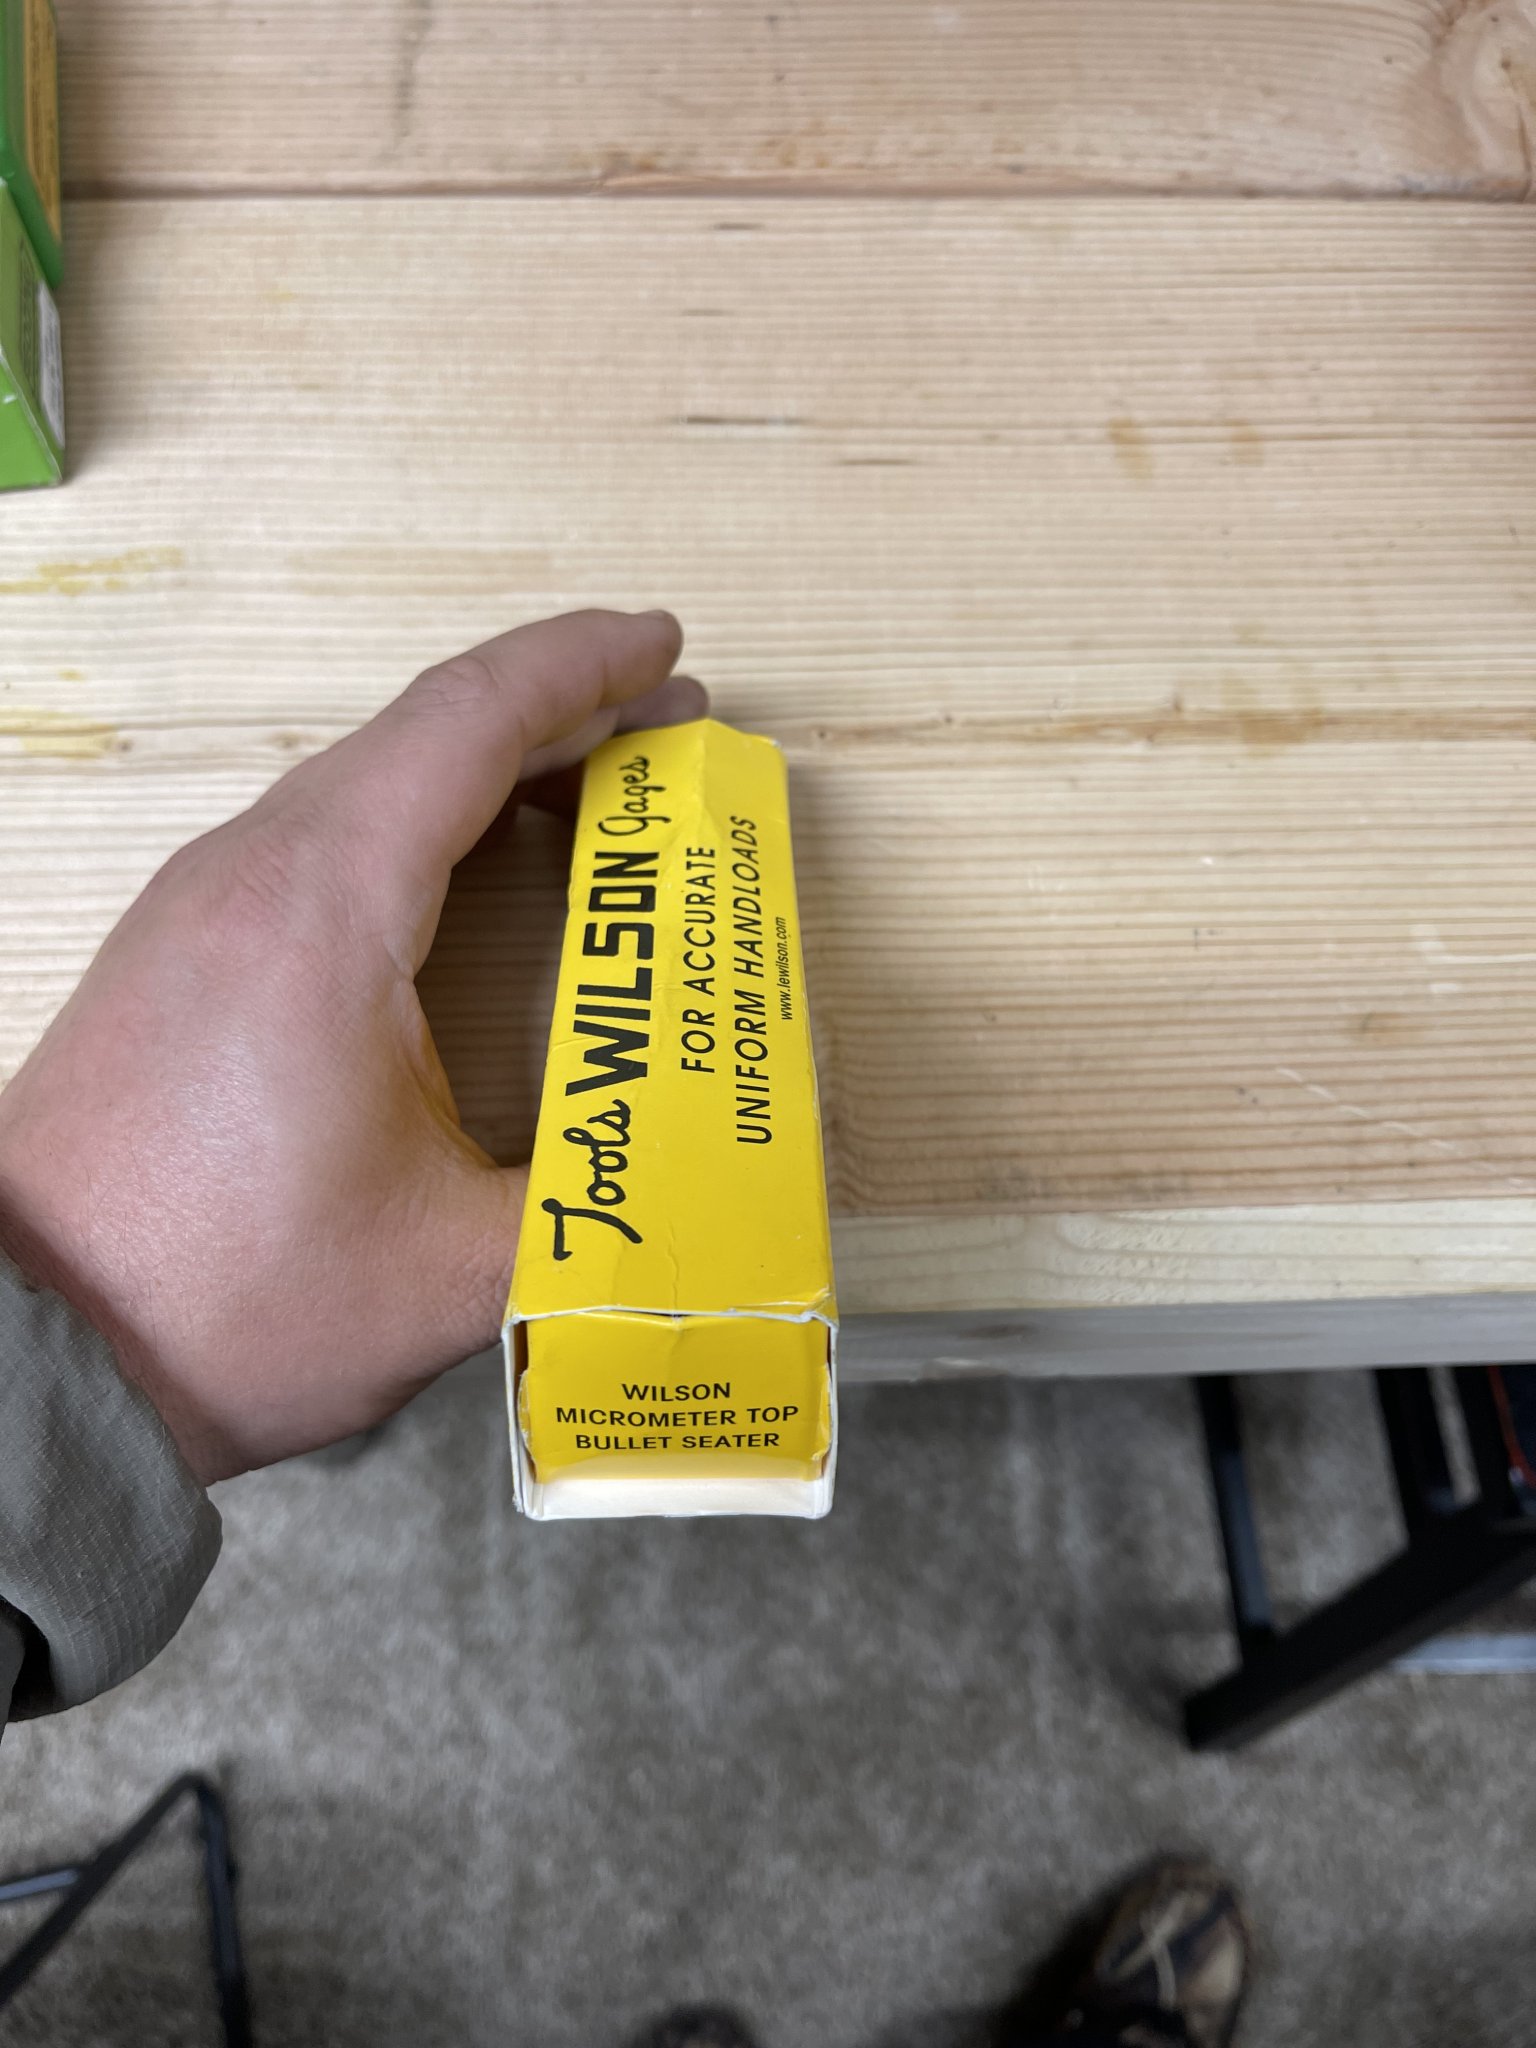 Tools WILSON Gages
FOR ACCURATE
UNIFORM HANDLOADS
www.lewilson.com
WILSON
MICROMETER TOP
BULLET SEATER